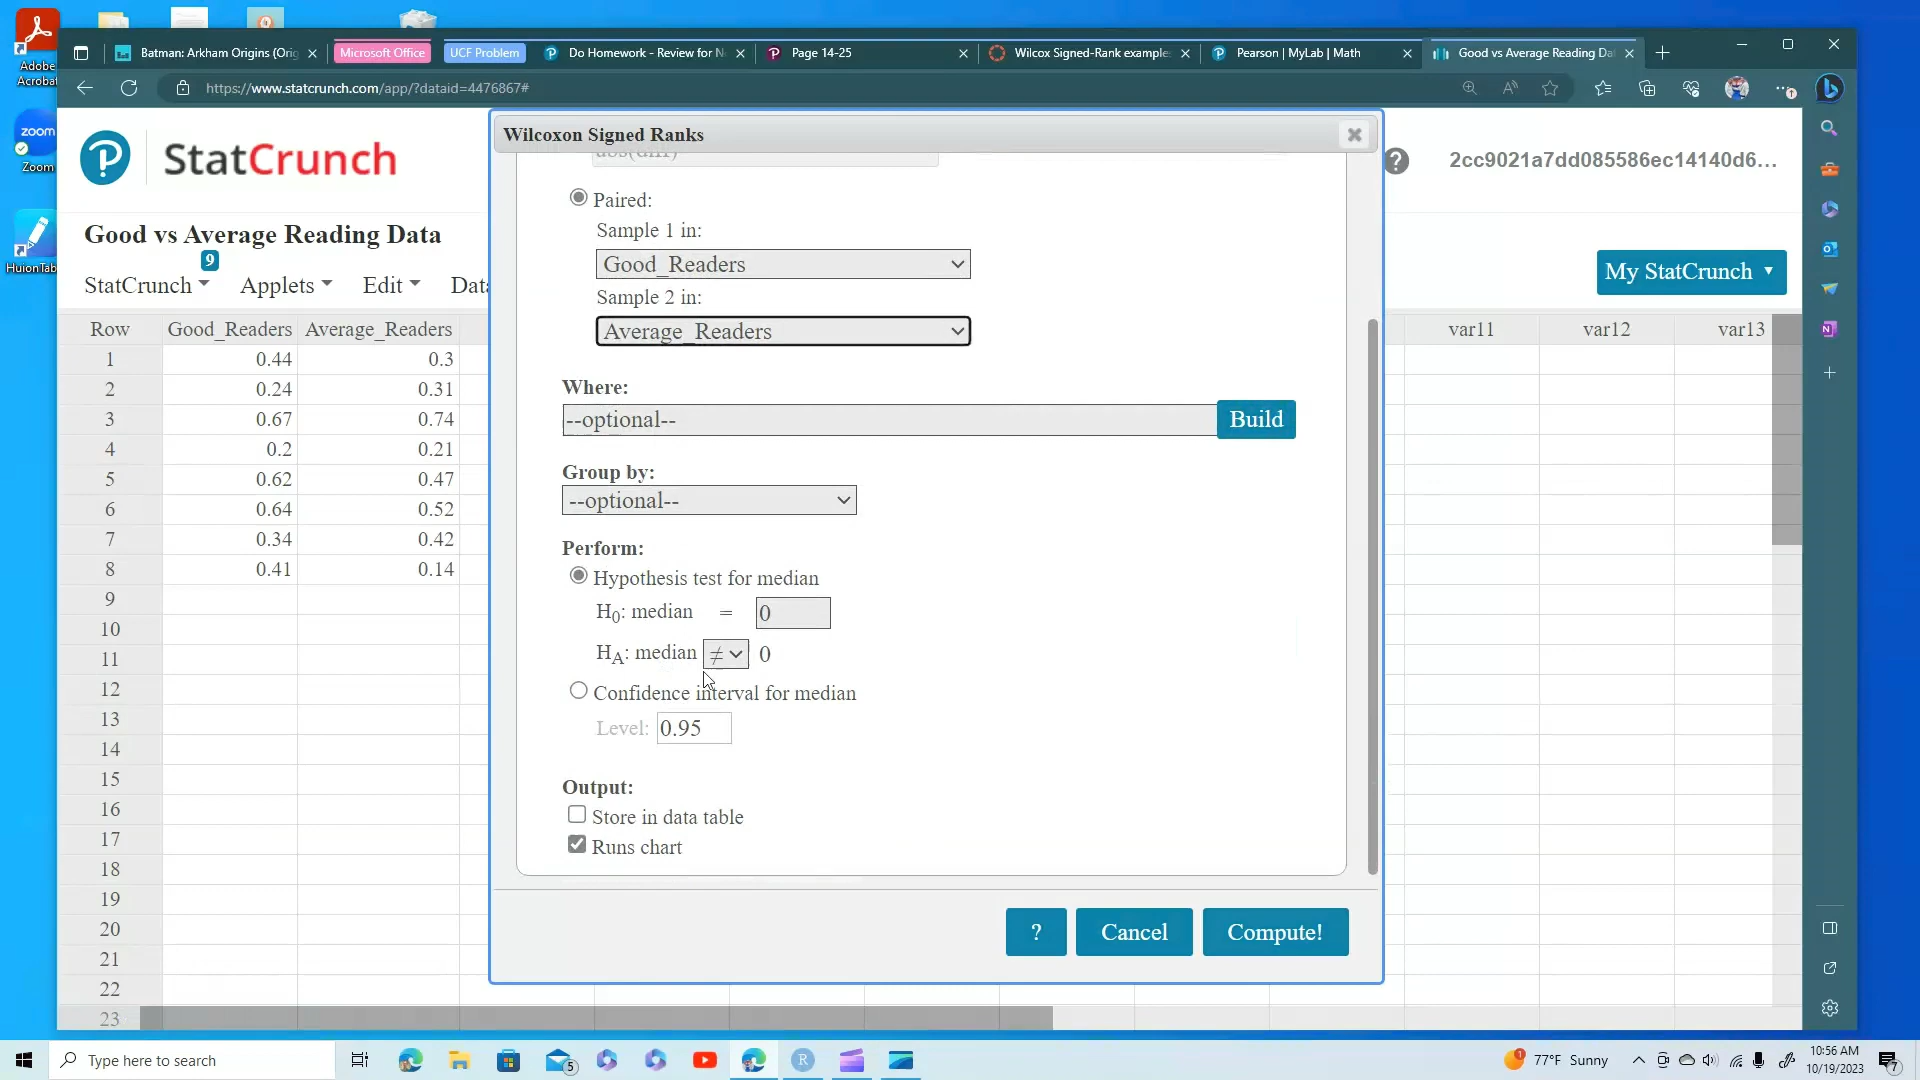 Adobe
Acrobat
zoom
Zoom
HuionTab
Batman: Arkham Origins (Orig
Microsoft Office
UCF Problem
Do Homework - Review for N
Page 14-25
Wilcox Signed-Rank example
Pearson | MyLab | Math
Good vs Average Reading Da
https://www.statcrunch.com/app/?dataid=4476867#
StatCrunch
2cc9021a7dd085586ec14140d6...
Good vs Average Reading Data
9
StatCrunch Applets Edit Data
My StatCrunch
Row Good_Readers Average_Readers var11 var12 var13
1 0.44 0.3
2 0.24 0.31
3 0.67 0.74
4 0.2 0.21
5 0.62 0.47
6 0.64 0.52
7 0.34 0.42
8 0.41 0.14
9
10
11
12
13
14
15
16
17
18
19
20
21
22
23
Wilcoxon Signed Ranks
abs(diff)
Paired:
Sample 1 in:
Good_Readers
Sample 2 in:
Average_Readers
Where:
--optional--
Build
Group by:
--optional--
Perform:
Hypothesis test for median
H0: median = 0
HA: median ≠ 0
Confidence interval for median
Level: 0.95
Output:
Store in data table
Runs chart
? Cancel Compute!
Type here to search
5
1
77°F Sunny
10:56 AM
10/19/2023
7